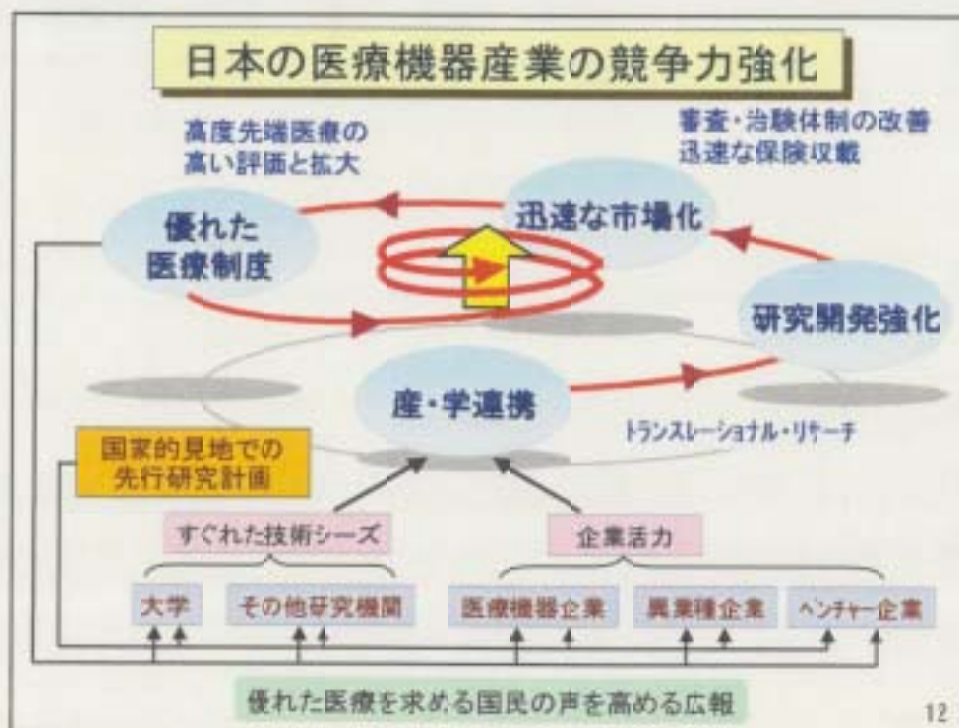 日本の医療機器産業の競争力強化
高度先端医療の
高い評価と拡大
審査・治験体制の改善
迅速な保険収載
優れた
医療制度
迅速な市場化
研究開発強化
産・学連携
トランスレーショナル・リサーチ
国家的見地での
先行研究計画
すぐれた技術シーズ
企業活力
大学
その他研究機関
医療機器企業
異業種企業
ベンチャー企業
優れた医療を求める国民の声を高める広報
12